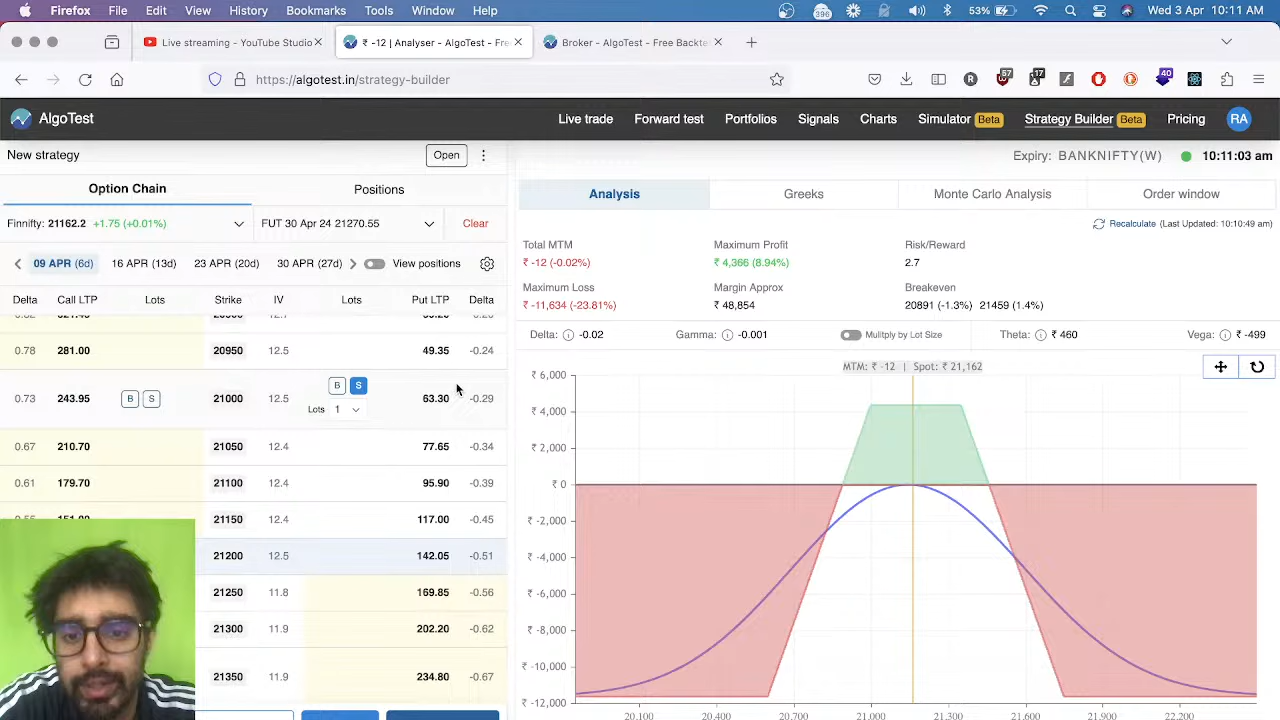 Firefox File Edit View History Bookmarks Tools Window Help 396 53% Wed 3 Apr 10:11 AM
Live streaming - YouTube Studio ₹ -12 | Analyser - AlgoTest - Fre Broker - AlgoTest - Free Backte
https://algotest.in/strategy-builder R 57 17 40
AlgoTest Live trade Forward test Portfolios Signals Charts Simulator Beta Strategy Builder Beta Pricing RA
New strategy Open Expiry: BANKNIFTY(W) 10:11:03 am
Option Chain Positions Analysis Greeks Monte Carlo Analysis Order window
Finnifty: 21162.2 +1.75 (+0.01%) FUT 30 Apr 24 21270.55 Clear Recalculate (Last Updated: 10:10:49 am)
Total MTM Maximum Profit Risk/Reward
09 APR (6d) 16 APR (13d) 23 APR (20d) 30 APR (27d) View positions ₹ -12 (-0.02%) ₹ 4,366 (8.94%) 2.7
Maximum Loss Margin Approx Breakeven
Delta Call LTP Lots Strike IV Lots Put LTP Delta ₹ -11,634 (-23.81%) ₹ 48,854 20891 (-1.3%) 21459 (1.4%)
Delta: -0.02 Gamma: -0.001 Mulltply by Lot Size Theta: ₹ 460 Vega: ₹ -499
0.78 281.00 20950 12.5 49.35 -0.24
MTM: ₹ -12 | Spot: ₹ 21,162
₹ 6,000
B S
0.73 243.95 B S 21000 12.5 63.30 -0.29
Lots 1
₹ 4,000
0.67 210.70 21050 12.4 77.65 -0.34
₹ 2,000
0.61 179.70 21100 12.4 95.90 -0.39
₹ 0
21150 12.4 117.00 -0.45
₹ -2,000
21200 12.5 142.05 -0.51
₹ -4,000
21250 11.8 169.85 -0.56
₹ -6,000
21300 11.9 202.20 -0.62
₹ -8,000
₹ -10,000
21350 11.9 234.80 -0.67
₹ -12,000
20,100 20,400 20,700 21,000 21,300 21,600 21,900 22,200